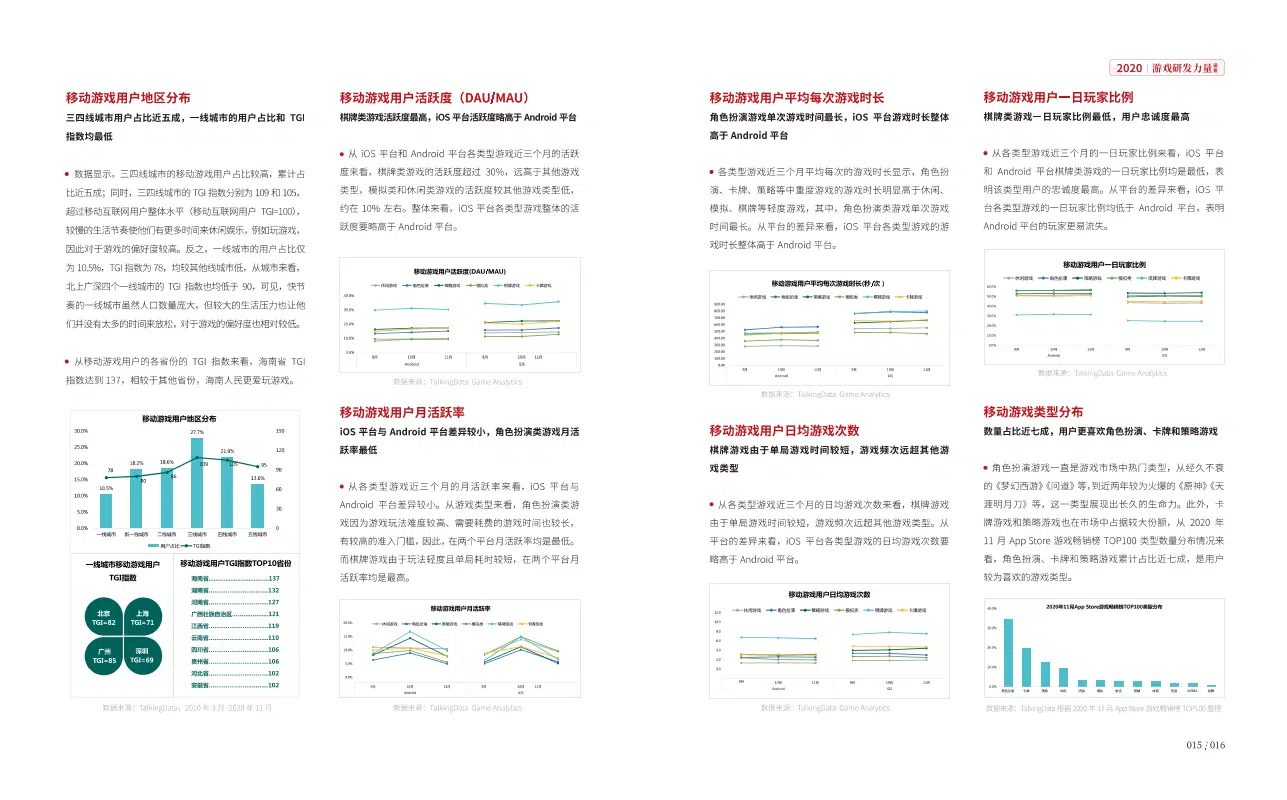 2020 | 游戏研发力量
移动游戏用户地区分布
三四线城市用户占比近五成，一线城市的用户占比和 TGI
指数均最低
• 数据显示，三四线城市的移动游戏用户占比较高，累计占
比近五成；同时，三四线城市的 TGI 指数分别为 109 和 105，
超过移动互联网用户整体水平（移动互联网用户 TGI=100），
较慢的生活节奏使他们有更多时间来休闲娱乐，例如玩游戏，
因此对于游戏的偏好度较高。反之，一线城市的用户占比仅
为 10.5%，TGI 指数为 78，均较其他线城市低，从城市来看，
北上广深四个一线城市的 TGI 指数也均低于 90，可见，快节
奏的一线城市虽然人口数量庞大，但较大的生活压力也让他
们并没有太多的时间来放松，对于游戏的偏好度也相对较低。
• 从移动游戏用户的各省份的 TGI 指数来看，海南省 TGI
指数达到 137，相较于其他省份，海南人民更爱玩游戏。
移动游戏用户地区分布
30.0%
25.0%
20.0%
15.0%
10.0%
5.0%
0.0%
150
120
90
60
30
0
10.5%
18.2%
18.6%
27.7%
21.9%
13.6%
78
80
86
109
105
95
一线城市 新一线城市 二线城市 三线城市 四线城市 五线城市
用户占比 TGI指数
一线城市移动游戏用户
TGI指数
北京
TGI=82
上海
TGI=71
广州
TGI=85
深圳
TGI=69
移动游戏用户TGI指数TOP10省份
海南省................................137
湖南省................................132
河南省................................127
广西壮族自治区..................121
江西省................................119
云南省................................110
四川省................................106
贵州省................................106
河北省................................102
安徽省................................102
数据来源：TalkingData，2020 年 9 月 -2020 年 11 月
移动游戏用户活跃度（DAU/MAU）
棋牌类游戏活跃度最高，iOS 平台活跃度略高于 Android 平台
• 从 iOS 平台和 Android 平台各类型游戏近三个月的活跃
度来看，棋牌类游戏的活跃度超过 30%，远高于其他游戏
类型，模拟类和休闲类游戏的活跃度较其他游戏类型低，
约在 10% 左右。整体来看，iOS 平台各类型游戏整体的活
跃度要略高于 Android 平台。
移动游戏用户活跃度(DAU/MAU)
休闲游戏 角色扮演 策略游戏 模拟类 棋牌游戏 卡牌游戏
40.0%
30.0%
20.0%
10.0%
0.0%
9月 10月 11月 9月 10月 11月
Android iOS
数据来源：TalkingData Game Analytics
移动游戏用户月活跃率
iOS 平台与 Android 平台差异较小，角色扮演类游戏月活
跃率最低
• 从各类型游戏近三个月的月活跃率来看，iOS 平台与
Android 平台差异较小。从游戏类型来看，角色扮演类游
戏因为游戏玩法难度较高、需要耗费的游戏时间也较长，
有较高的准入门槛，因此，在两个平台月活跃率均是最低。
而棋牌游戏由于玩法轻度且单局耗时较短，在两个平台月
活跃率均是最高。
移动游戏用户月活跃率
休闲游戏 角色扮演 策略游戏 模拟类 棋牌游戏 卡牌游戏
20.0%
15.0%
10.0%
5.0%
0.0%
9月 10月 11月 9月 10月 11月
Android iOS
数据来源：TalkingData Game Analytics
移动游戏用户平均每次游戏时长
角色扮演游戏单次游戏时间最长，iOS 平台游戏时长整体
高于 Android 平台
• 各类型游戏近三个月平均每次的游戏时长显示，角色扮
演、卡牌、策略等中重度游戏的游戏时长明显高于休闲、
模拟、棋牌等轻度游戏，其中，角色扮演类游戏单次游戏
时间最长。从平台的差异来看，iOS 平台各类型游戏的游
戏时长整体高于 Android 平台。
移动游戏用户平均每次游戏时长(秒/次）
休闲游戏 角色扮演 策略游戏 模拟类 棋牌游戏 卡牌游戏
900.00
800.00
700.00
600.00
500.00
400.00
300.00
200.00
100.00
0.00
9月 10月 11月 9月 10月 11月
Android iOS
数据来源：TalkingData Game Analytics
移动游戏用户日均游戏次数
棋牌游戏由于单局游戏时间较短，游戏频次远超其他游
戏类型
• 从各类型游戏近三个月的日均游戏次数来看，棋牌游戏
由于单局游戏时间较短，游戏频次远超其他游戏类型。从
平台的差异来看，iOS 平台各类型游戏的日均游戏次数要
略高于 Android 平台。
移动游戏用户日均游戏次数
休闲游戏 角色扮演 策略游戏 模拟类 棋牌游戏 卡牌游戏
12.0
10.0
8.0
6.0
4.0
2.0
0.0
9月 10月 11月 9月 10月 11月
Android iOS
数据来源：TalkingData Game Analytics
移动游戏用户一日玩家比例
棋牌类游戏一日玩家比例最低，用户忠诚度最高
• 从各类型游戏近三个月的一日玩家比例来看，iOS 平台
和 Android 平台棋牌类游戏的一日玩家比例均是最低，表
明该类型用户的忠诚度最高。从平台的差异来看，iOS 平
台各类型游戏的一日玩家比例均低于 Android 平台，表明
Android 平台的玩家更易流失。
移动游戏用户一日玩家比例
休闲游戏 角色扮演 策略游戏 模拟类 棋牌游戏 卡牌游戏
60.0%
50.0%
40.0%
30.0%
20.0%
10.0%
0.0%
9月 10月 11月 9月 10月 11月
Android iOS
数据来源：TalkingData Game Analytics
移动游戏类型分布
数量占比近七成，用户更喜欢角色扮演、卡牌和策略游戏
• 角色扮演游戏一直是游戏市场中热门类型，从经久不衰
的《梦幻西游》《问道》等，到近两年较为火爆的《原神》《天
涯明月刀》等，这一类型展现出长久的生命力。此外，卡
牌游戏和策略游戏也在市场中占据较大份额，从 2020 年
11 月 App Store 游戏畅销榜 TOP100 类型数量分布情况来
看，角色扮演、卡牌和策略游戏累计占比近七成，是用户
较为喜欢的游戏类型。
2020年11月App Store游戏畅销榜TOP100类型分布
40.0%
30.0%
20.0%
10.0%
0.0%
角色扮演 卡牌 策略
数据来源：TalkingData 根据 2020 年 11 月 App Store 游戏畅销榜 TOP100 整理
015 / 016